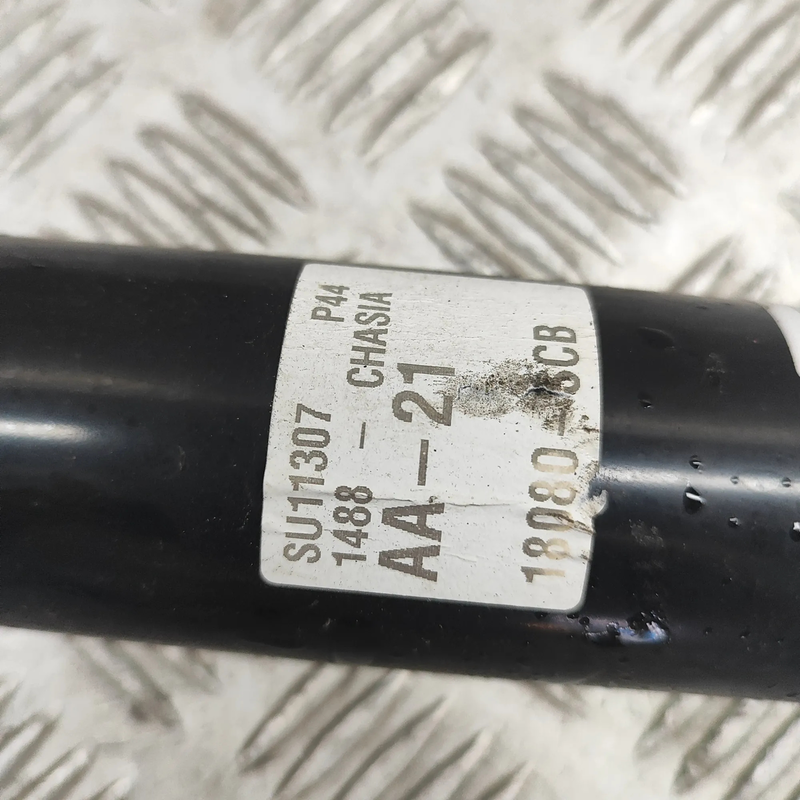 SU11307 P44
1488 - CHASIA
AA-21
18080-